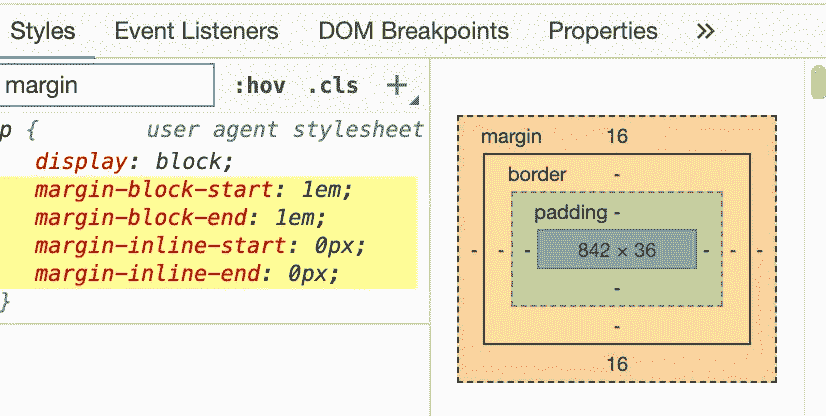 Styles Event Listeners DOM Breakpoints Properties »
margin :hov .cls +
p { user agent stylesheet
display: block;
margin-block-start: 1em;
margin-block-end: 1em;
margin-inline-start: 0px;
margin-inline-end: 0px;
}
margin 16
border -
padding -
- - - 842 × 36 - - -
-
-
16